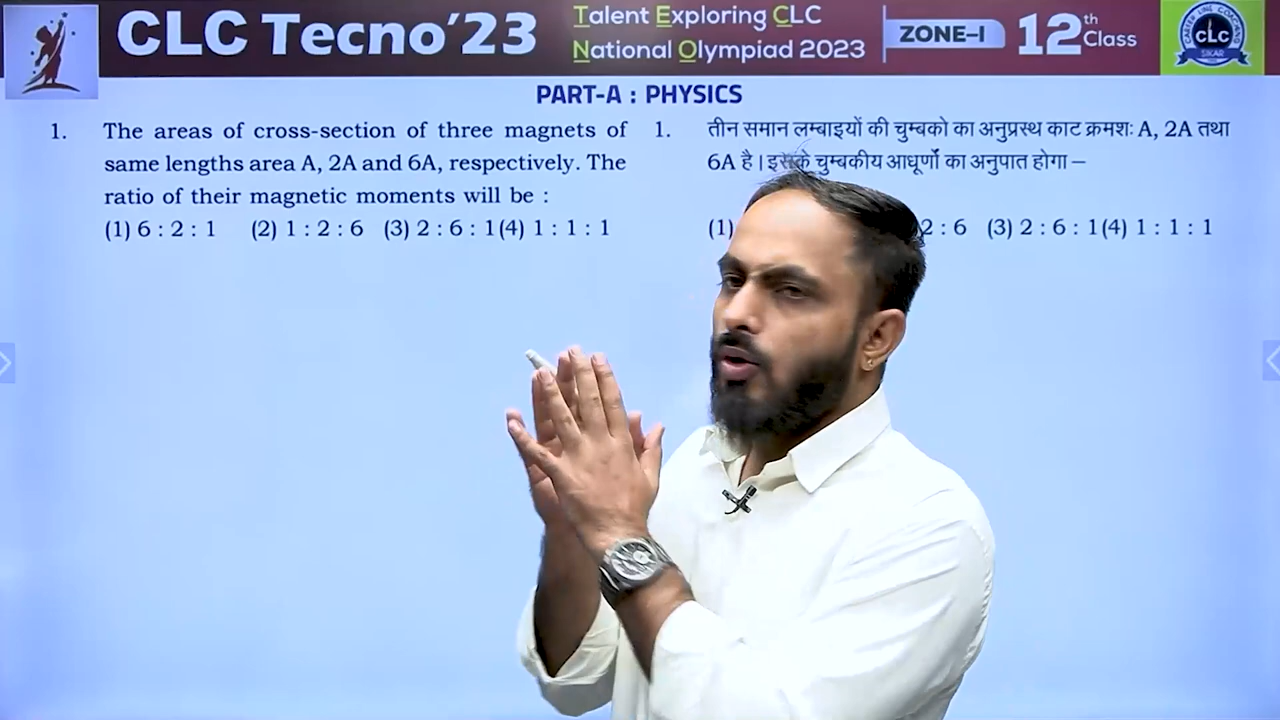 CLC Tecno'23
Talent Exploring CLC
National Olympiad 2023
ZONE-I
12th
Class
CLC
SIKAR
PART-A : PHYSICS
1. The areas of cross-section of three magnets of
same lengths area A, 2A and 6A, respectively. The
ratio of their magnetic moments will be :
(1) 6 : 2 : 1 (2) 1 : 2 : 6 (3) 2 : 6 : 1(4) 1 : 1 : 1
1. तीन समान लम्बाइयों की चुम्बको का अनुप्रस्थ काट क्रमशः A, 2A तथा
6A है। इसके चुम्बकीय आधूर्णों का अनुपात होगा –
(1) 2 : 6 (3) 2 : 6 : 1(4) 1 : 1 : 1